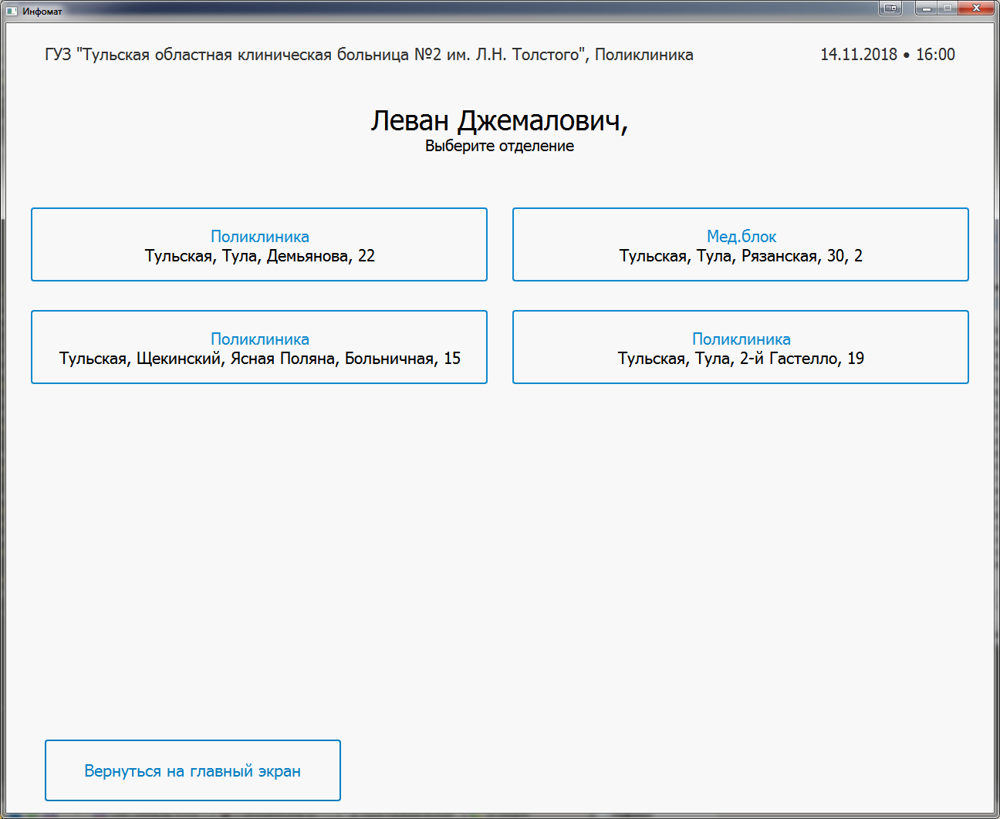 Инфомат
ГУЗ "Тульская областная клиническая больница №2 им. Л.Н. Толстого", Поликлиника
14.11.2018 • 16:00
Леван Джемалович,
Выберите отделение
Поликлиника
Тульская, Тула, Демьянова, 22
Мед.блок
Тульская, Тула, Рязанская, 30, 2
Поликлиника
Тульская, Щекинский, Ясная Поляна, Больничная, 15
Поликлиника
Тульская, Тула, 2-й Гастелло, 19
Вернуться на главный экран